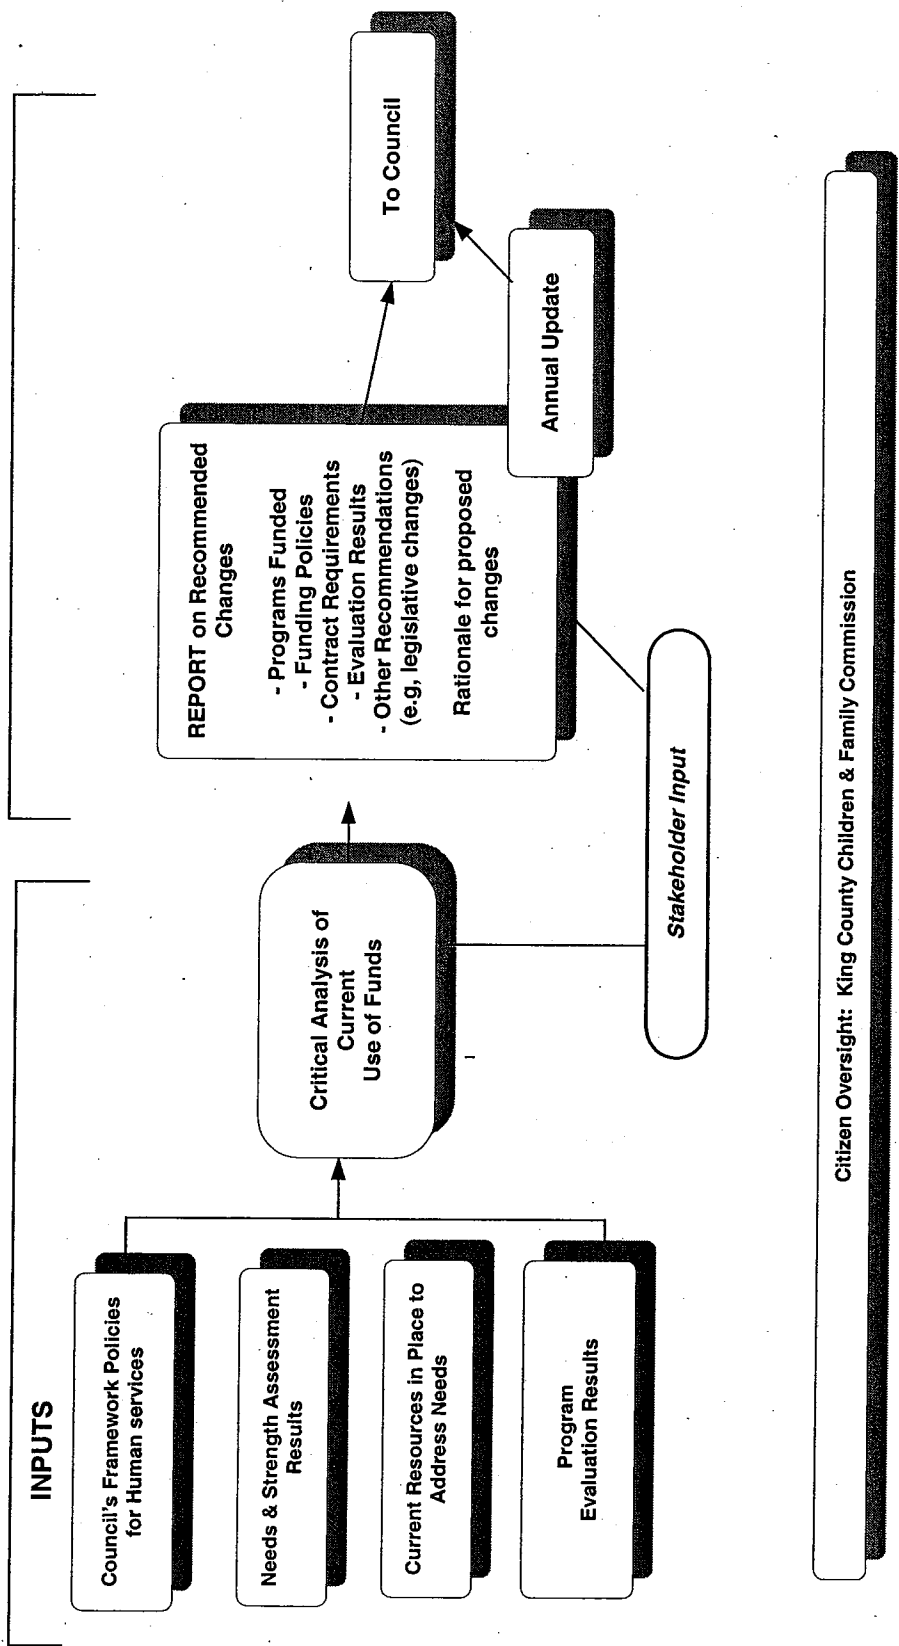 INPUTS
Council's Framework Policies
for Human services
Needs & Strength Assessment
Results
Current Resources in Place to
Address Needs
Program
Evaluation Results
Critical Analysis of
Current
Use of Funds
REPORT on Recommended
Changes
- Programs Funded
- Funding Policies
- Contract Requirements
- Evaluation Results
- Other Recommendations
(e.g, legislative changes)
Rationale for proposed
changes
To Council
Annual Update
Stakeholder Input
Citizen Oversight: King County Children & Family Commission